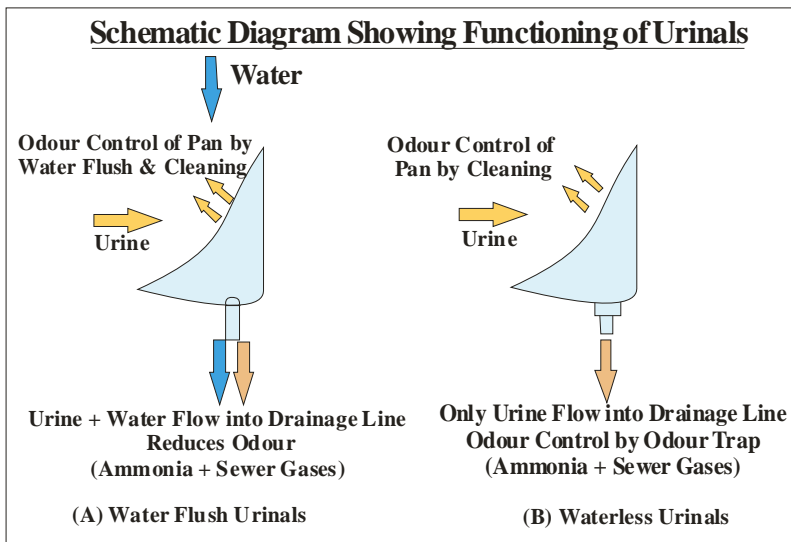 Schematic Diagram Showing Functioning of Urinals
Water
Odour Control of Pan by
Water Flush & Cleaning
Urine
Urine + Water Flow into Drainage Line
Reduces Odour
(Ammonia + Sewer Gases)
(A) Water Flush Urinals
Odour Control of
Pan by Cleaning
Urine
Only Urine Flow into Drainage Line
Odour Control by Odour Trap
(Ammonia + Sewer Gases)
(B) Waterless Urinals